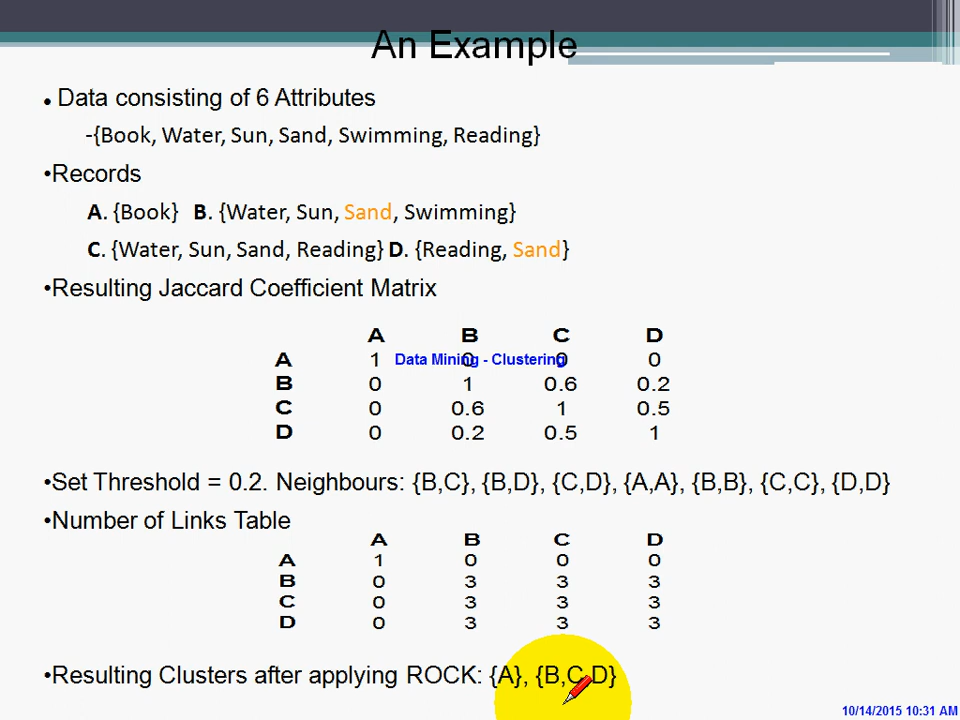 An Example
• Data consisting of 6 Attributes
-{Book, Water, Sun, Sand, Swimming, Reading}
•Records
A. {Book} B. {Water, Sun, Sand, Swimming}
C. {Water, Sun, Sand, Reading} D. {Reading, Sand}
•Resulting Jaccard Coefficient Matrix
A B C D
A 1 0 0 0
Data Mining - Clustering
B 0 1 0.6 0.2
C 0 0.6 1 0.5
D 0 0.2 0.5 1
•Set Threshold = 0.2. Neighbours: {B,C}, {B,D}, {C,D}, {A,A}, {B,B}, {C,C}, {D,D}
•Number of Links Table
A B C D
A 1 0 0 0
B 0 3 3 3
C 0 3 3 3
D 0 3 3 3
•Resulting Clusters after applying ROCK: {A}, {B,C,D}
10/14/2015 10:31 AM